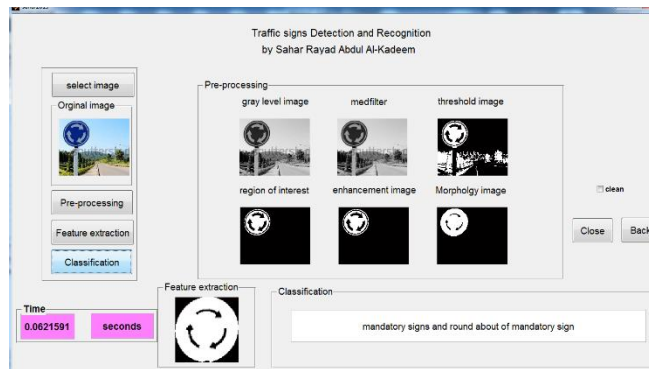 Traffic signs Detection and Recognition
by Sahar Rayad Abdul Al-Kadeem
select image
Orginal image
Pre-processing
Feature extraction
Classification
Pre-processing
gray level image medfilter threshold image
region of interest enhancement image Morpholgy image
clean
Close Back
Time
0.0621591 seconds
Feature extraction
Classification
mandatory signs and round about of mandatory sign